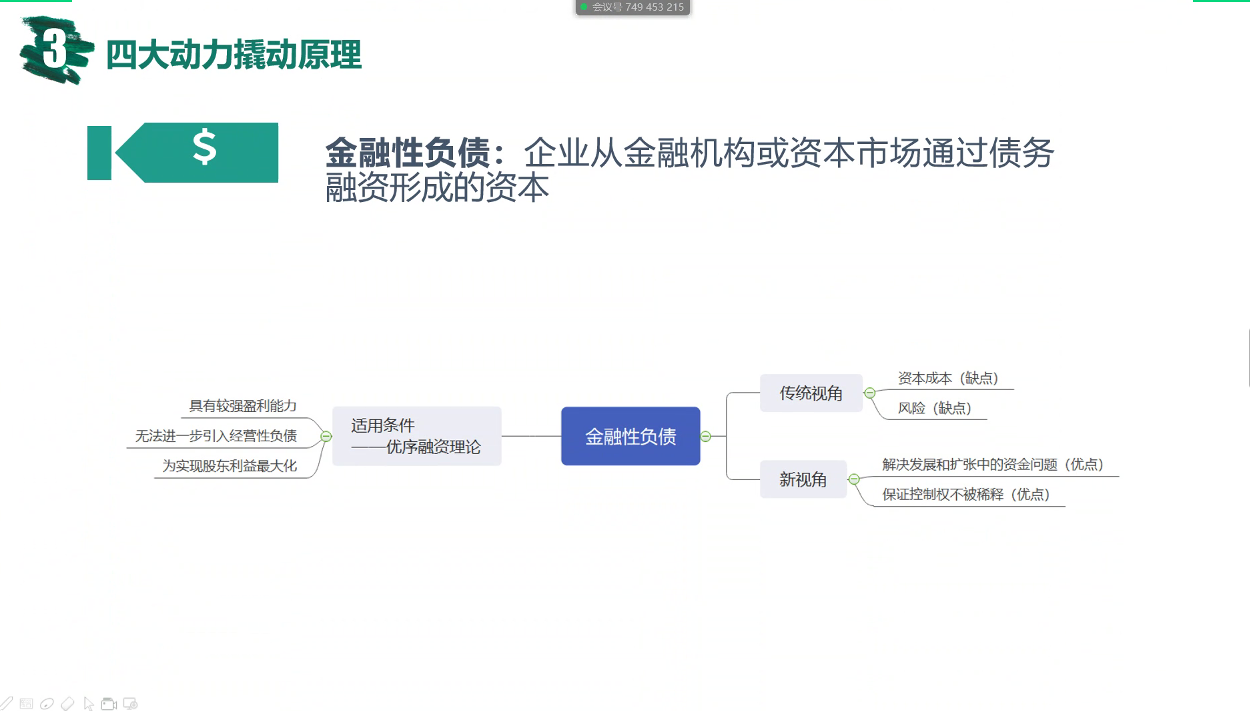 会议号 749 453 215
3
四大动力撬动原理
$
金融性负债：企业从金融机构或资本市场通过债务
融资形成的资本
具有较强盈利能力
无法进一步引入经营性负债
为实现股东利益最大化
适用条件
——优序融资理论
金融性负债
传统视角
资本成本（缺点）
风险（缺点）
新视角
解决发展和扩张中的资金问题（优点）
保证控制权不被稀释（优点）